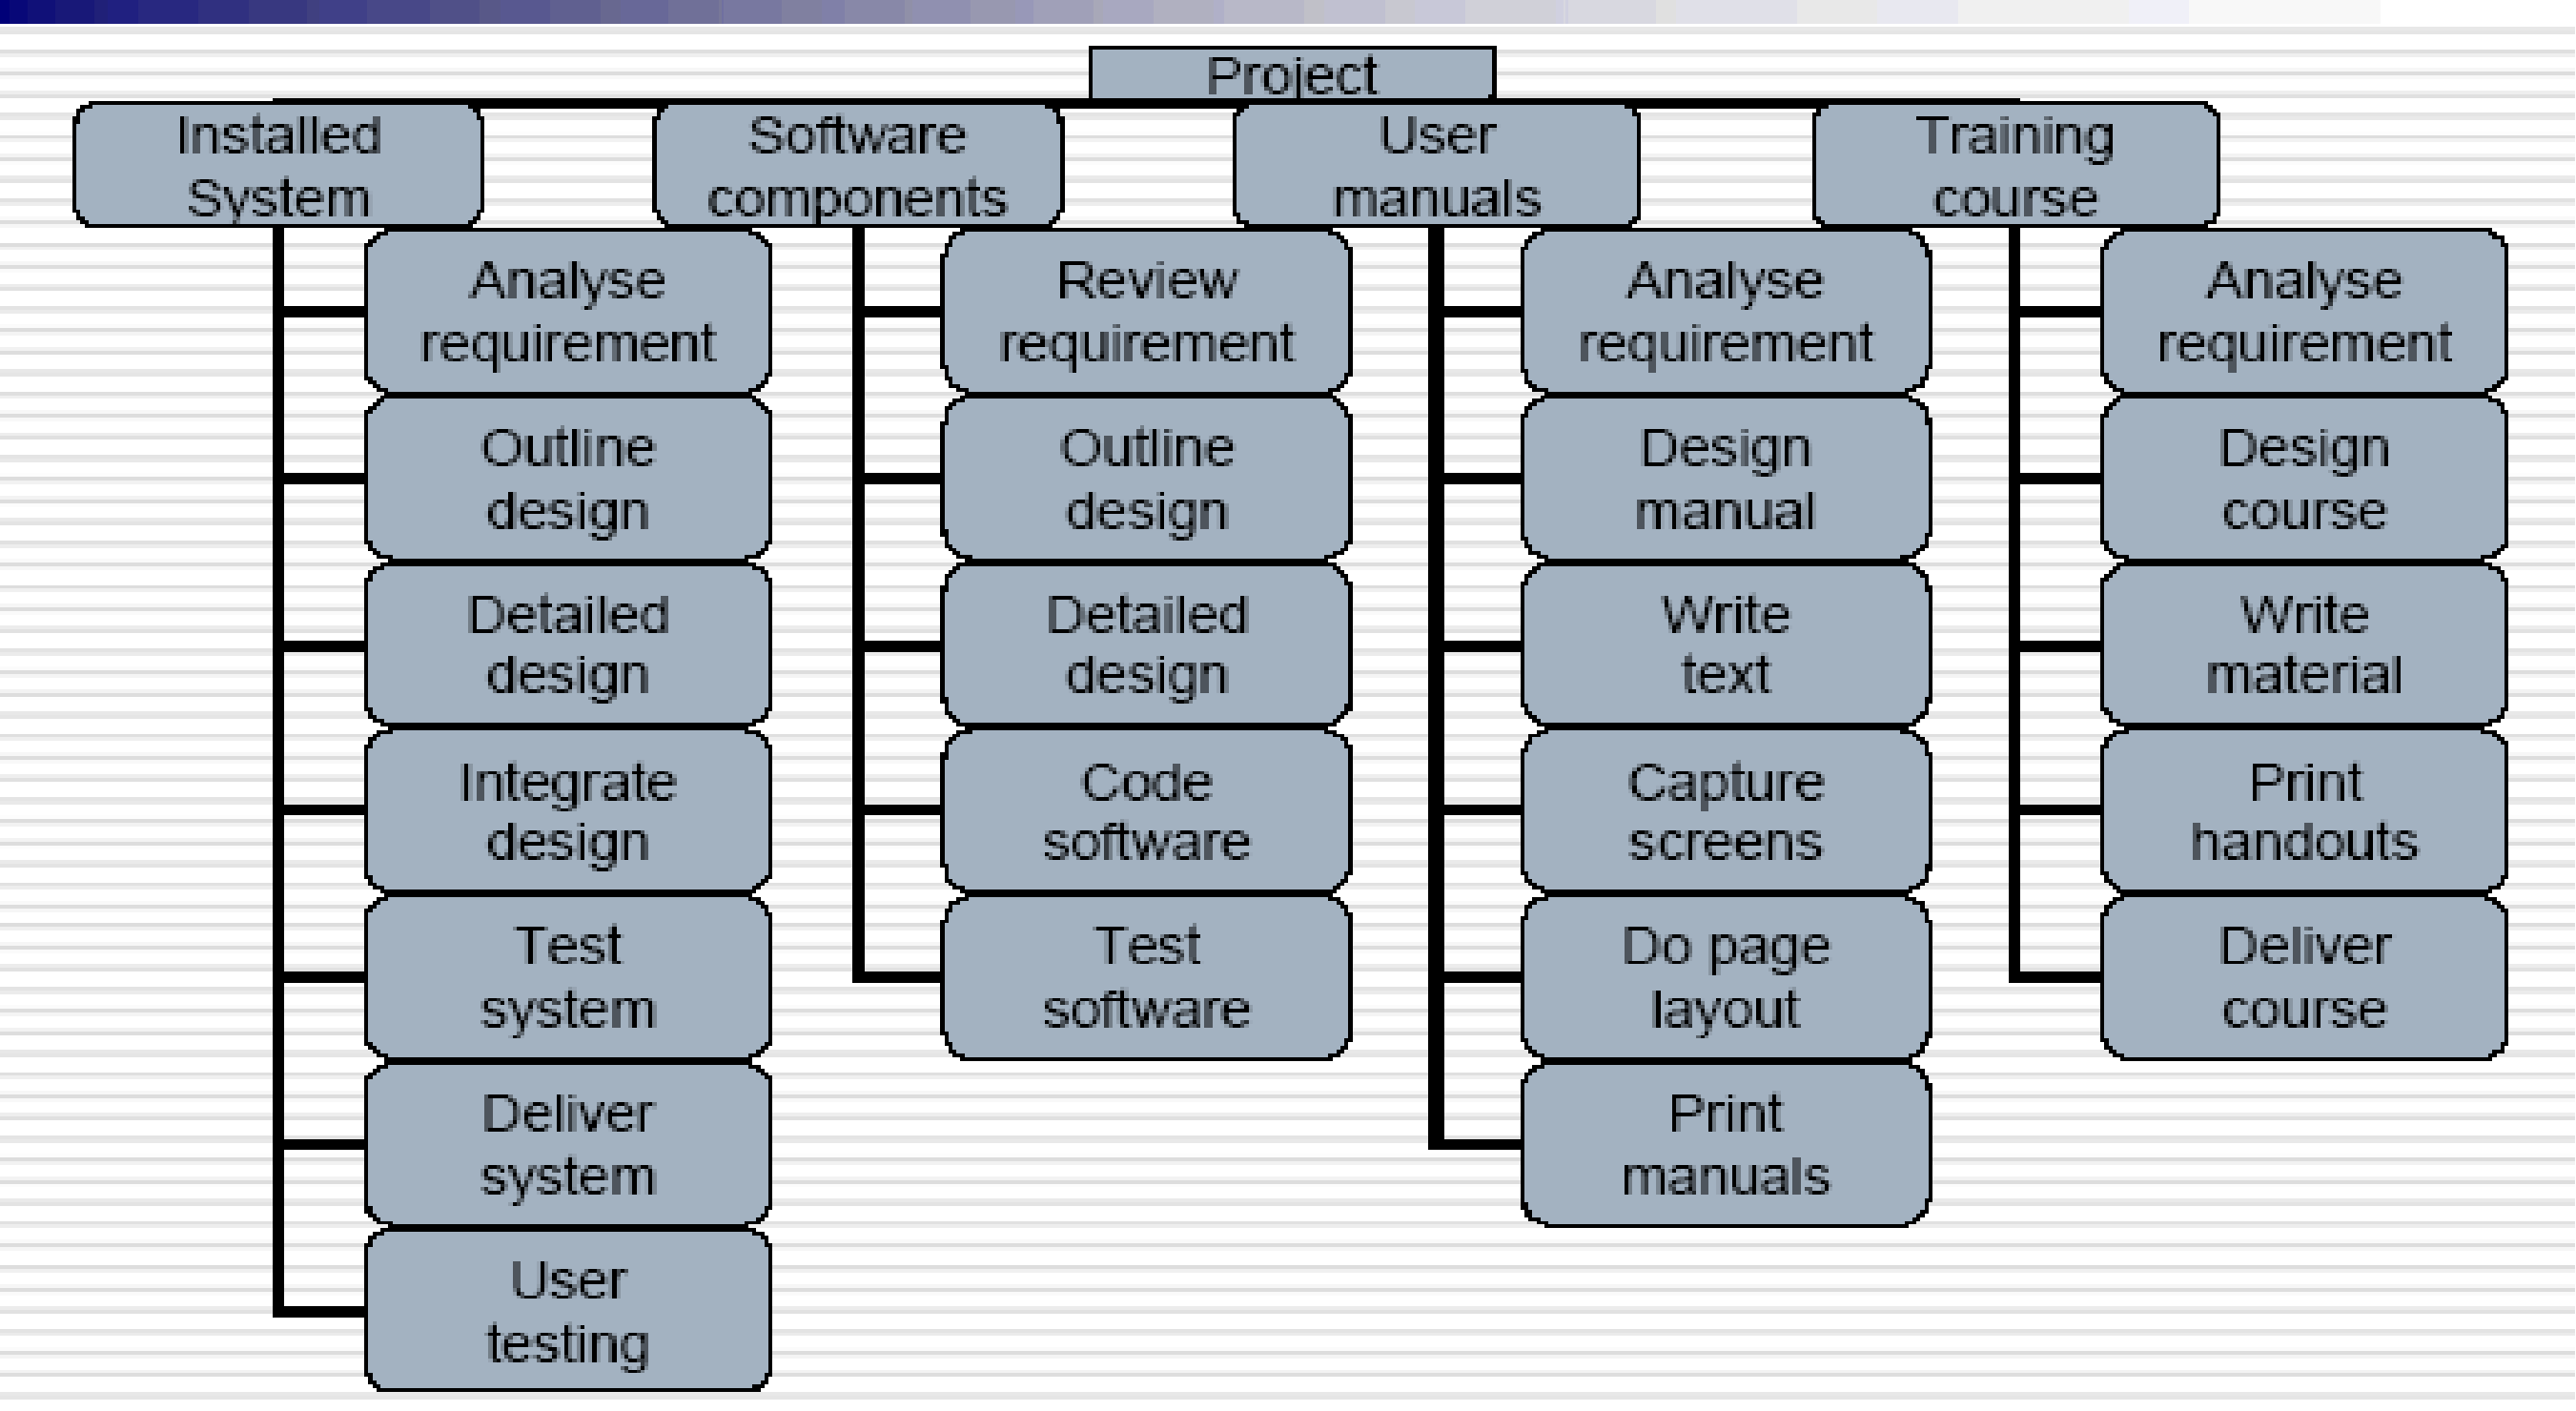 Project
Installed
System
Software
components
User
manuals
Training
course
Analyse
requirement
Outline
design
Detailed
design
Integrate
design
Test
system
Deliver
system
User
testing
Review
requirement
Outline
design
Detailed
design
Code
software
Test
software
Analyse
requirement
Design
manual
Write
text
Capture
screens
Do page
layout
Print
manuals
Analyse
requirement
Design
course
Write
material
Print
handouts
Deliver
course